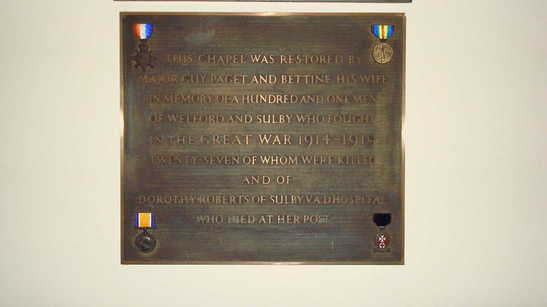 THIS CHAPEL WAS RESTORED BY
MAJOR GUY PAGET AND BETTINE HIS WIFE
IN MEMORY OF A HUNDRED AND ONE MEN
OF WELFORD AND SULBY WHO FOUGHT
IN THE GREAT WAR 1914-1919
TWENTY SEVEN OF WHOM WERE KILLED
AND OF
DOROTHY ROBERTS OF SULBY V A D HOSPITAL
WHO DIED AT HER POST